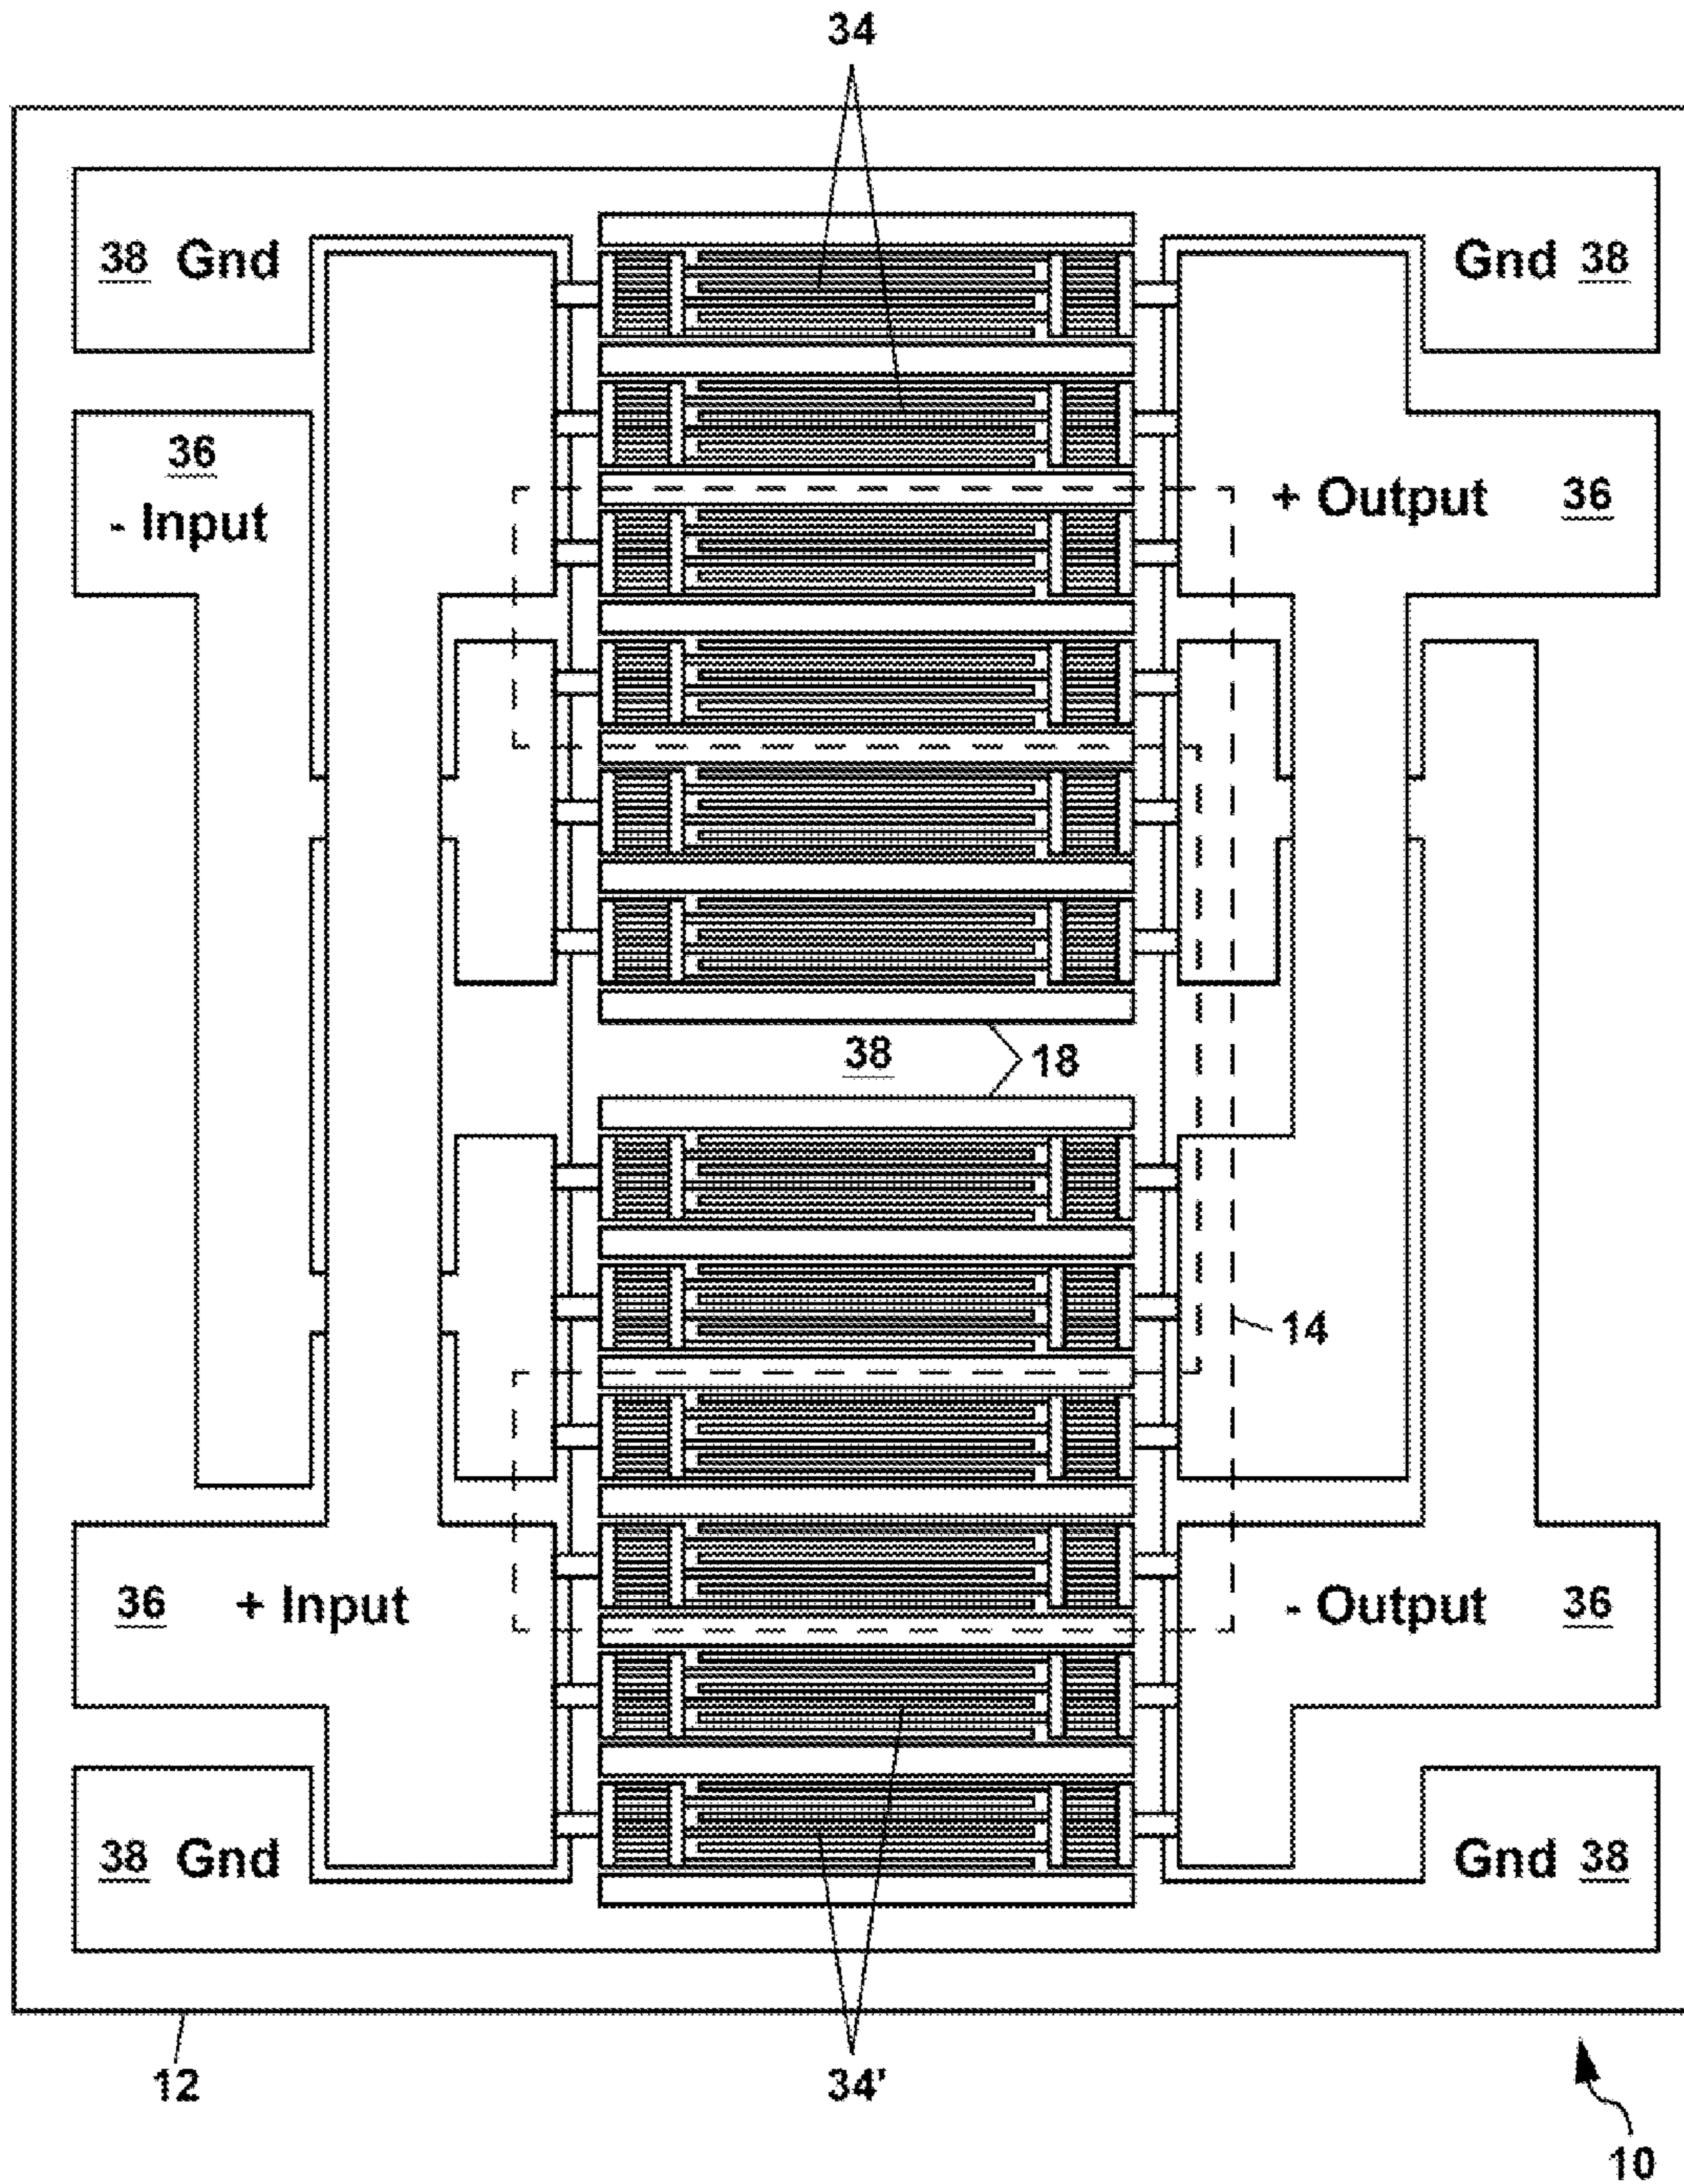 34
38 Gnd
Gnd 38
36
- Input
+ Output 36
38
18
14
36 + Input
- Output 36
38 Gnd
Gnd 38
12
34'
10